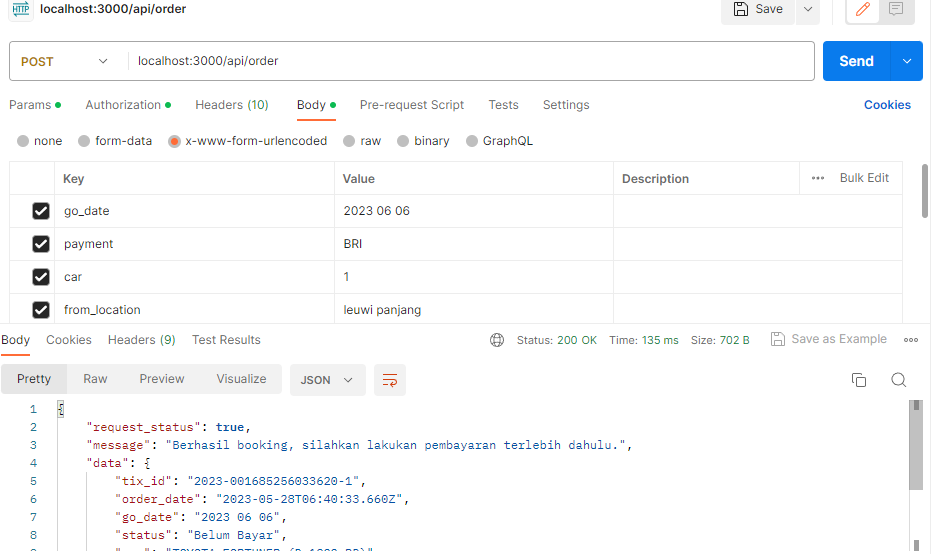 HTTP localhost:3000/api/order Save
POST localhost:3000/api/order Send
Params Authorization Headers (10) Body Pre-request Script Tests Settings Cookies
none form-data x-www-form-urlencoded raw binary GraphQL
Key Value Description ••• Bulk Edit
go_date 2023 06 06
payment BRI
car 1
from_location leuwi panjang
Body Cookies Headers (9) Test Results Status: 200 OK Time: 135 ms Size: 702 B Save as Example
Pretty Raw Preview Visualize JSON
1 {
2 "request_status": true,
3 "message": "Berhasil booking, silahkan lakukan pembayaran terlebih dahulu.",
4 "data": {
5 "tix_id": "2023-001685256033620-1",
6 "order_date": "2023-05-28T06:40:33.660Z",
7 "go_date": "2023 06 06",
8 "status": "Belum Bayar",